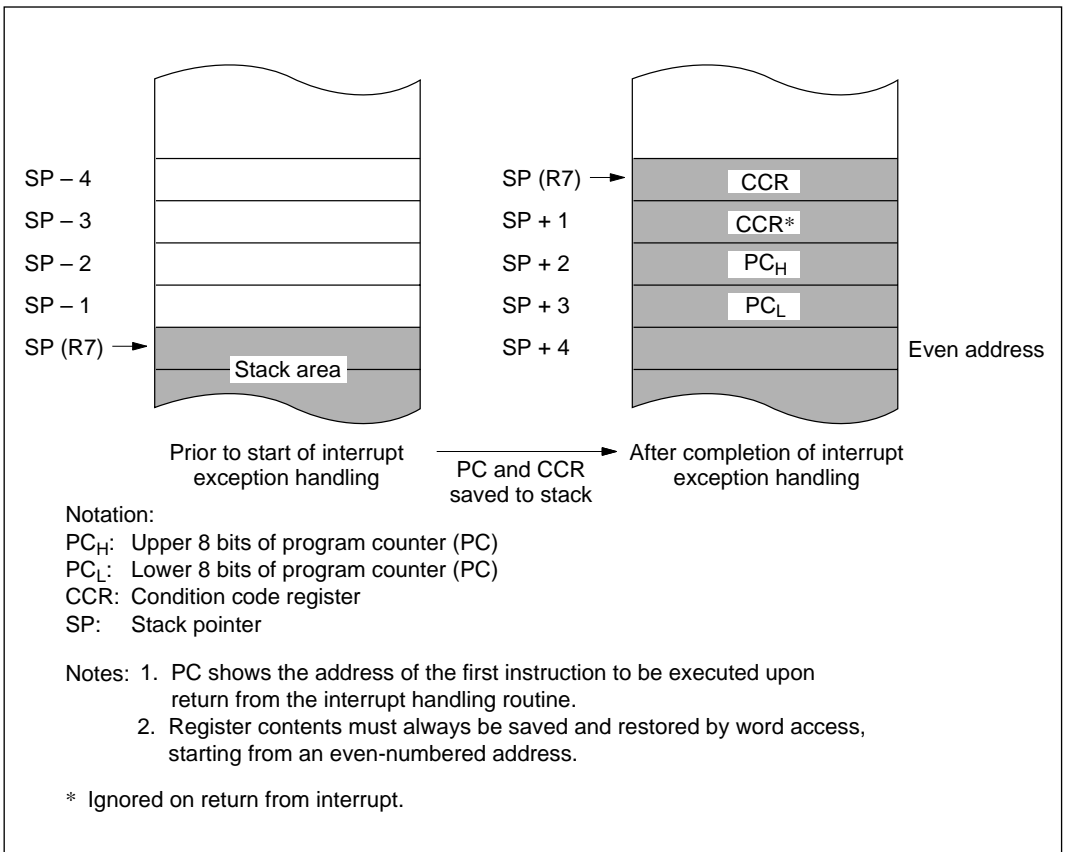 SP – 4
SP – 3
SP – 2
SP – 1
SP (R7)
Stack area
SP (R7)
SP + 1
SP + 2
SP + 3
SP + 4
CCR
CCR*
PCH
PCL
Even address
Prior to start of interrupt
exception handling
PC and CCR
saved to stack
After completion of interrupt
exception handling
Notation:
PCH: Upper 8 bits of program counter (PC)
PCL: Lower 8 bits of program counter (PC)
CCR: Condition code register
SP: Stack pointer
Notes: 1. PC shows the address of the first instruction to be executed upon
return from the interrupt handling routine.
2. Register contents must always be saved and restored by word access,
starting from an even-numbered address.
* Ignored on return from interrupt.